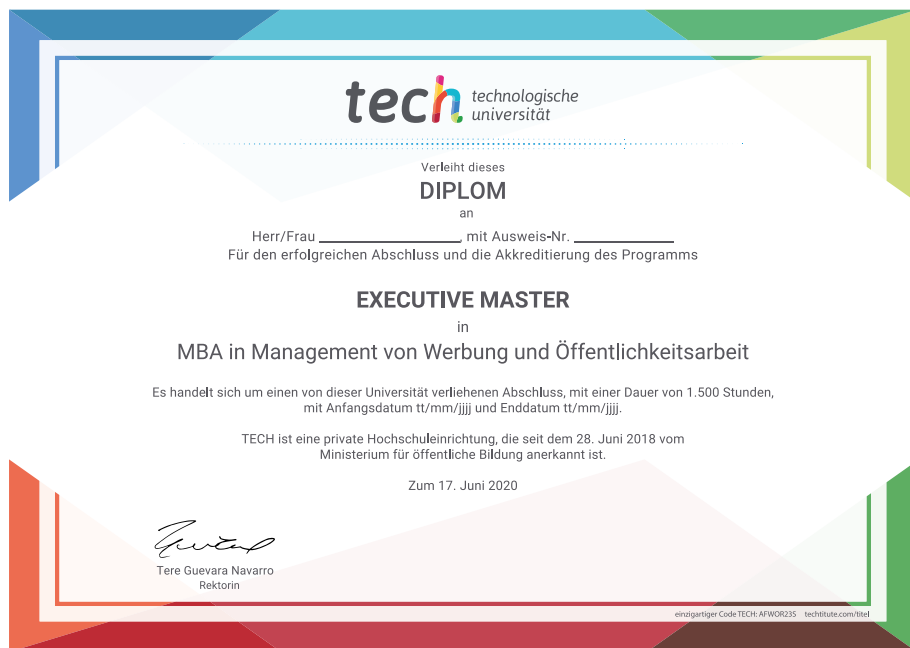 tech technologische
universität
Verleiht dieses
DIPLOM
an
Herr/Frau ____________________, mit Ausweis-Nr. ______________
Für den erfolgreichen Abschluss und die Akkreditierung des Programms
EXECUTIVE MASTER
in
MBA in Management von Werbung und Öffentlichkeitsarbeit
Es handelt sich um einen von dieser Universität verliehenen Abschluss, mit einer Dauer von 1.500 Stunden,
mit Anfangsdatum tt/mm/jjjj und Enddatum tt/mm/jjjj.
TECH ist eine private Hochschuleinrichtung, die seit dem 28. Juni 2018 vom
Ministerium für öffentliche Bildung anerkannt ist.
Zum 17. Juni 2020
Tere Guevara Navarro
Rektorin
einzigartiger Code TECH: AFWOR235 techtitute.com/titel